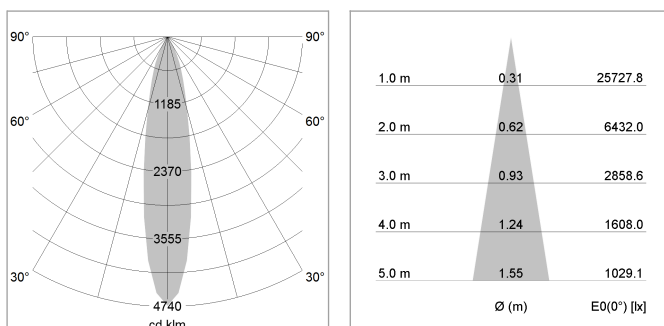 90° 90°
1185
60° 60°
2370
3555
30° 30°
4740
cd klm
1.0 m 0.31 25727.8
2.0 m 0.62 6432.0
3.0 m 0.93 2858.6
4.0 m 1.24 1608.0
5.0 m 1.55 1029.1
Ø (m) E0(0°) [lx]